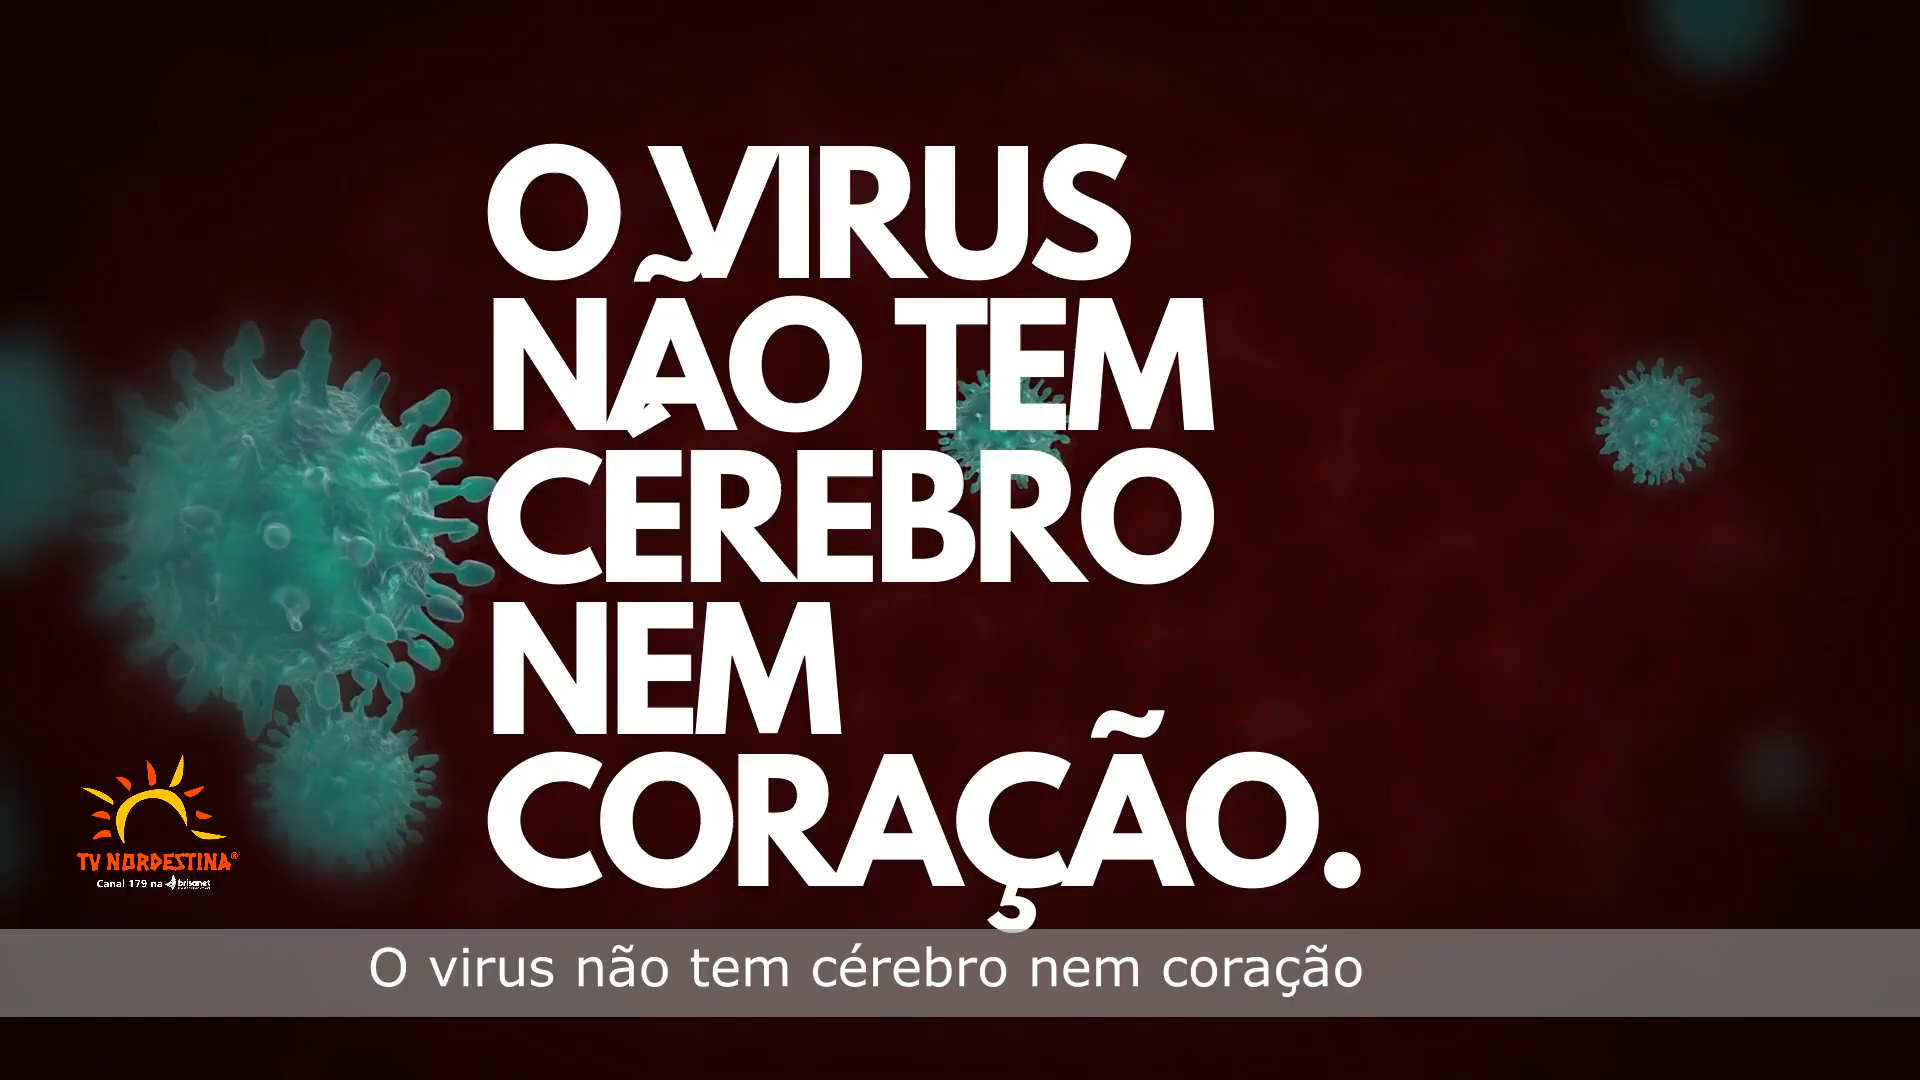 O VIRUS
NÃO TEM
CÉREBRO
NEM
CORAÇÃO.
TV NORDESTINA®
Canal 179 na brisanet
O virus não tem cérebro nem coração